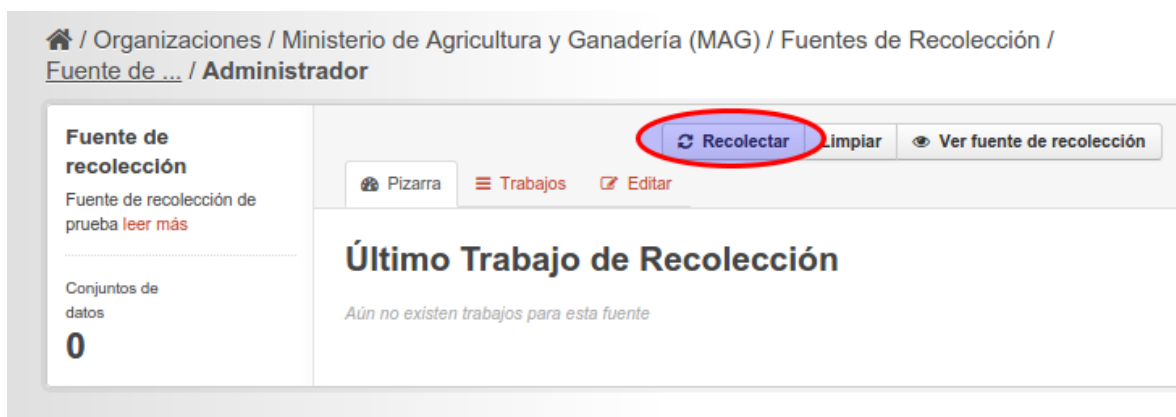 / Organizaciones / Ministerio de Agricultura y Ganadería (MAG) / Fuentes de Recolección /
Fuente de ... / Administrador
Fuente de
recolección
Fuente de recolección de
prueba leer más
Conjuntos de
datos
0
Recolectar Limpiar Ver fuente de recolección
Pizarra Trabajos Editar
Último Trabajo de Recolección
Aún no existen trabajos para esta fuente